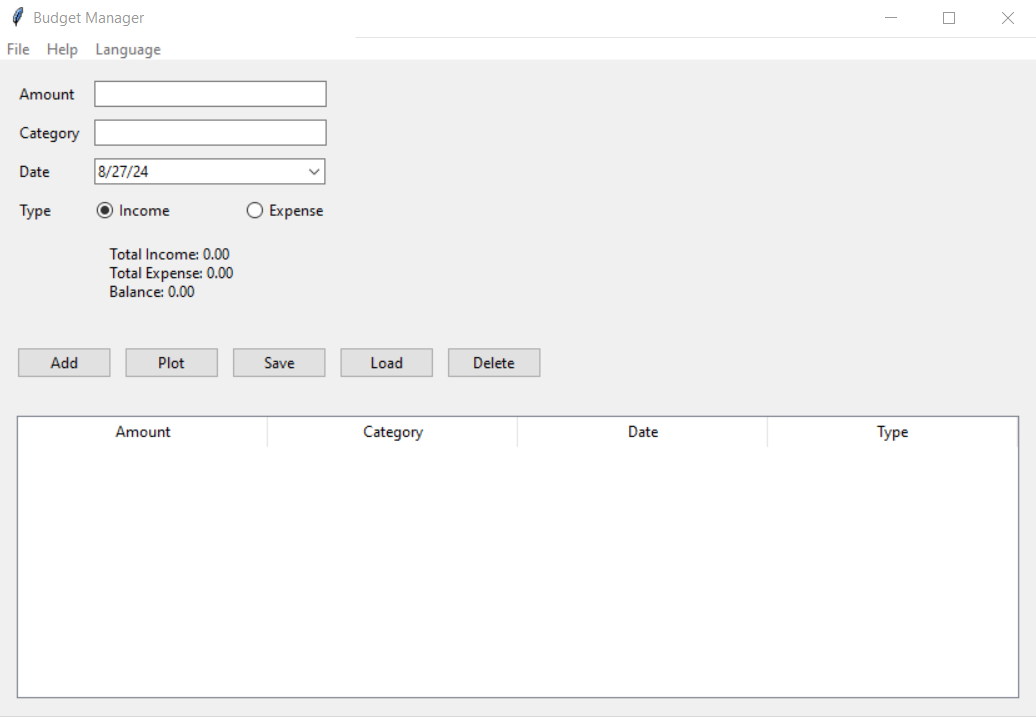 Budget Manager
File Help Language
Amount
Category
Date 8/27/24
Type Income Expense
Total Income: 0.00
Total Expense: 0.00
Balance: 0.00
Add Plot Save Load Delete
Amount Category Date Type